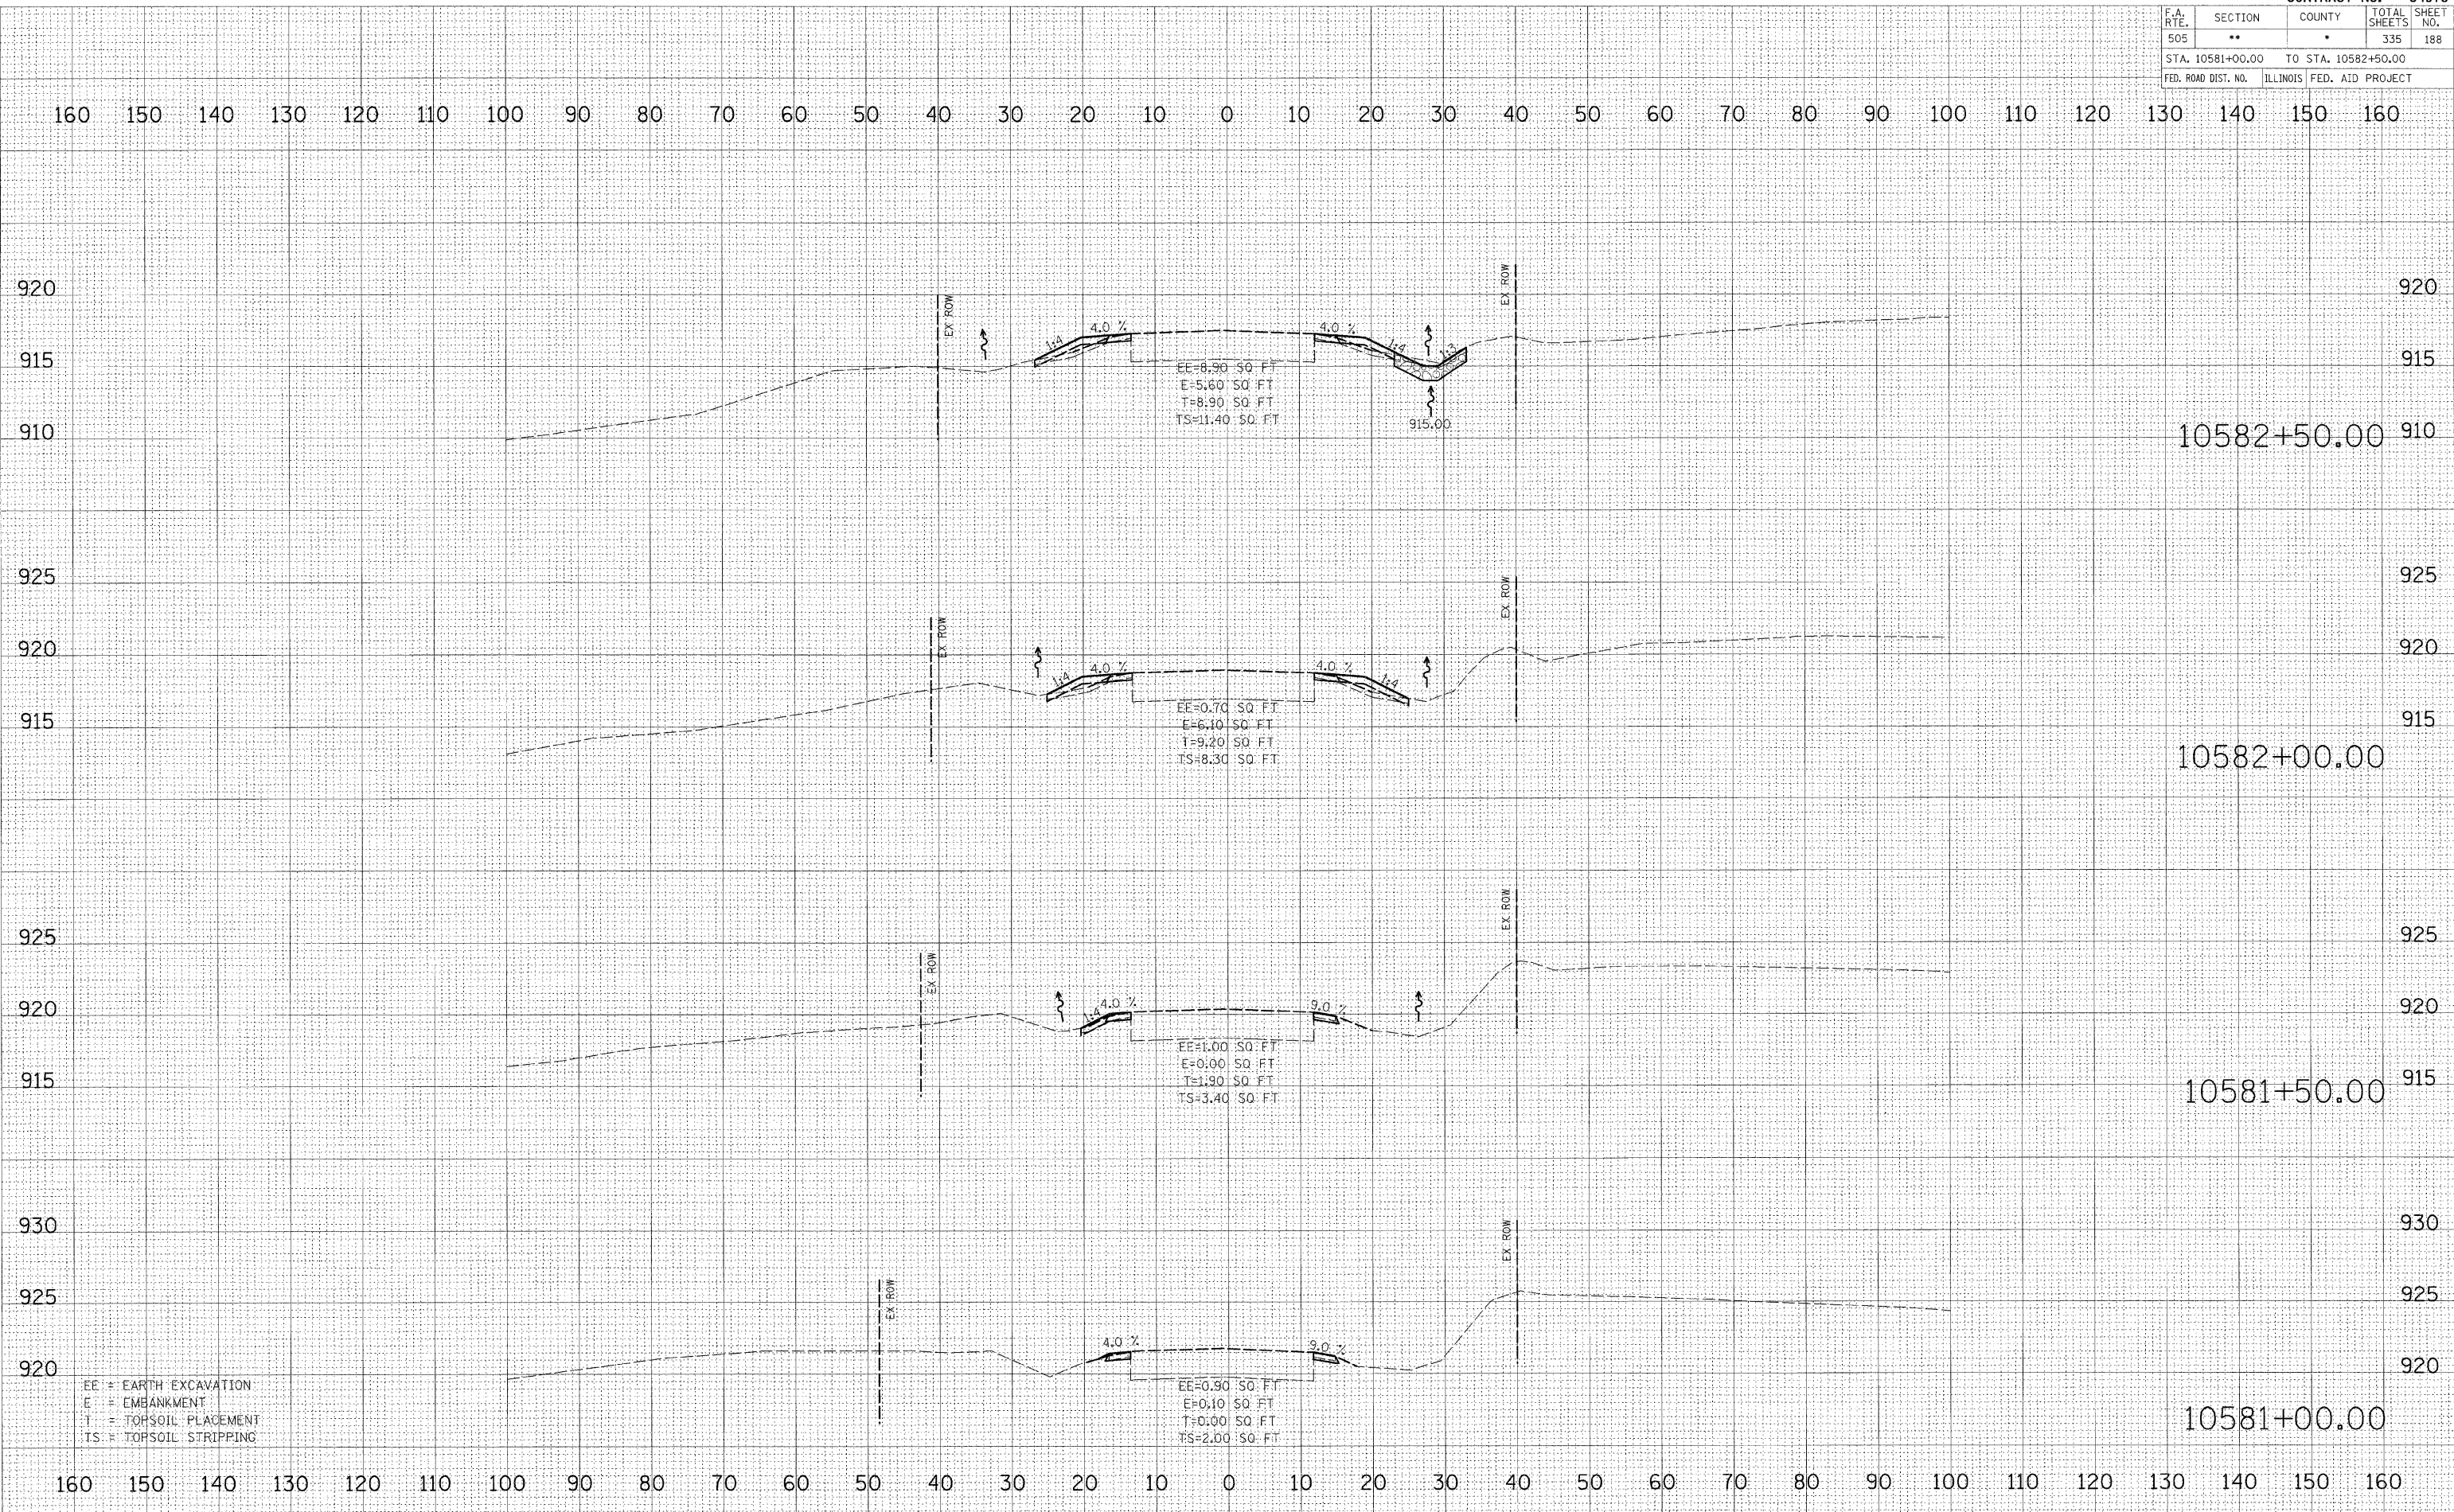 F.A. RTE. SECTION COUNTY TOTAL SHEETS SHEET NO.
505 ** * 335 188
STA. 10581+00.00 TO STA. 10582+50.00
FED. ROAD DIST. NO. ILLINOIS FED. AID PROJECT
160 150 140 130 120 110 100 90 80 70 60 50 40 30 20 10 0 10 20 30 40 50 60 70 80 90 100 110 120 130 140 150 160
EX ROW
EX ROW
920 920
1:4 4.0 % 4.0 % 1:4 1:3
915 915
EE=8.90 SQ FT
E=5.60 SQ FT
T=8.90 SQ FT
TS=11.40 SQ FT
915.00
910 10582+50.00 910
925 925
EX ROW
EX ROW
920 920
1:4 4.0 % 4.0 % 1:4
915 915
EE=0.70 SQ FT
E=6.10 SQ FT
T=9.20 SQ FT
TS=8.30 SQ FT
10582+00.00
EX ROW
925 925
EX ROW
920 920
1:4 4.0 % 9.0 %
EE=1.00 SQ FT
E=0.00 SQ FT
T=1.90 SQ FT
TS=3.40 SQ FT
915 10581+50.00 915
930 930
EX ROW
EX ROW
925 925
4.0 % 9.0 %
920 920
EE=0.90 SQ FT
E=0.10 SQ FT
T=0.00 SQ FT
TS=2.00 SQ FT
10581+00.00
EE = EARTH EXCAVATION
E = EMBANKMENT
T = TOPSOIL PLACEMENT
TS = TOPSOIL STRIPPING
160 150 140 130 120 110 100 90 80 70 60 50 40 30 20 10 0 10 20 30 40 50 60 70 80 90 100 110 120 130 140 150 160